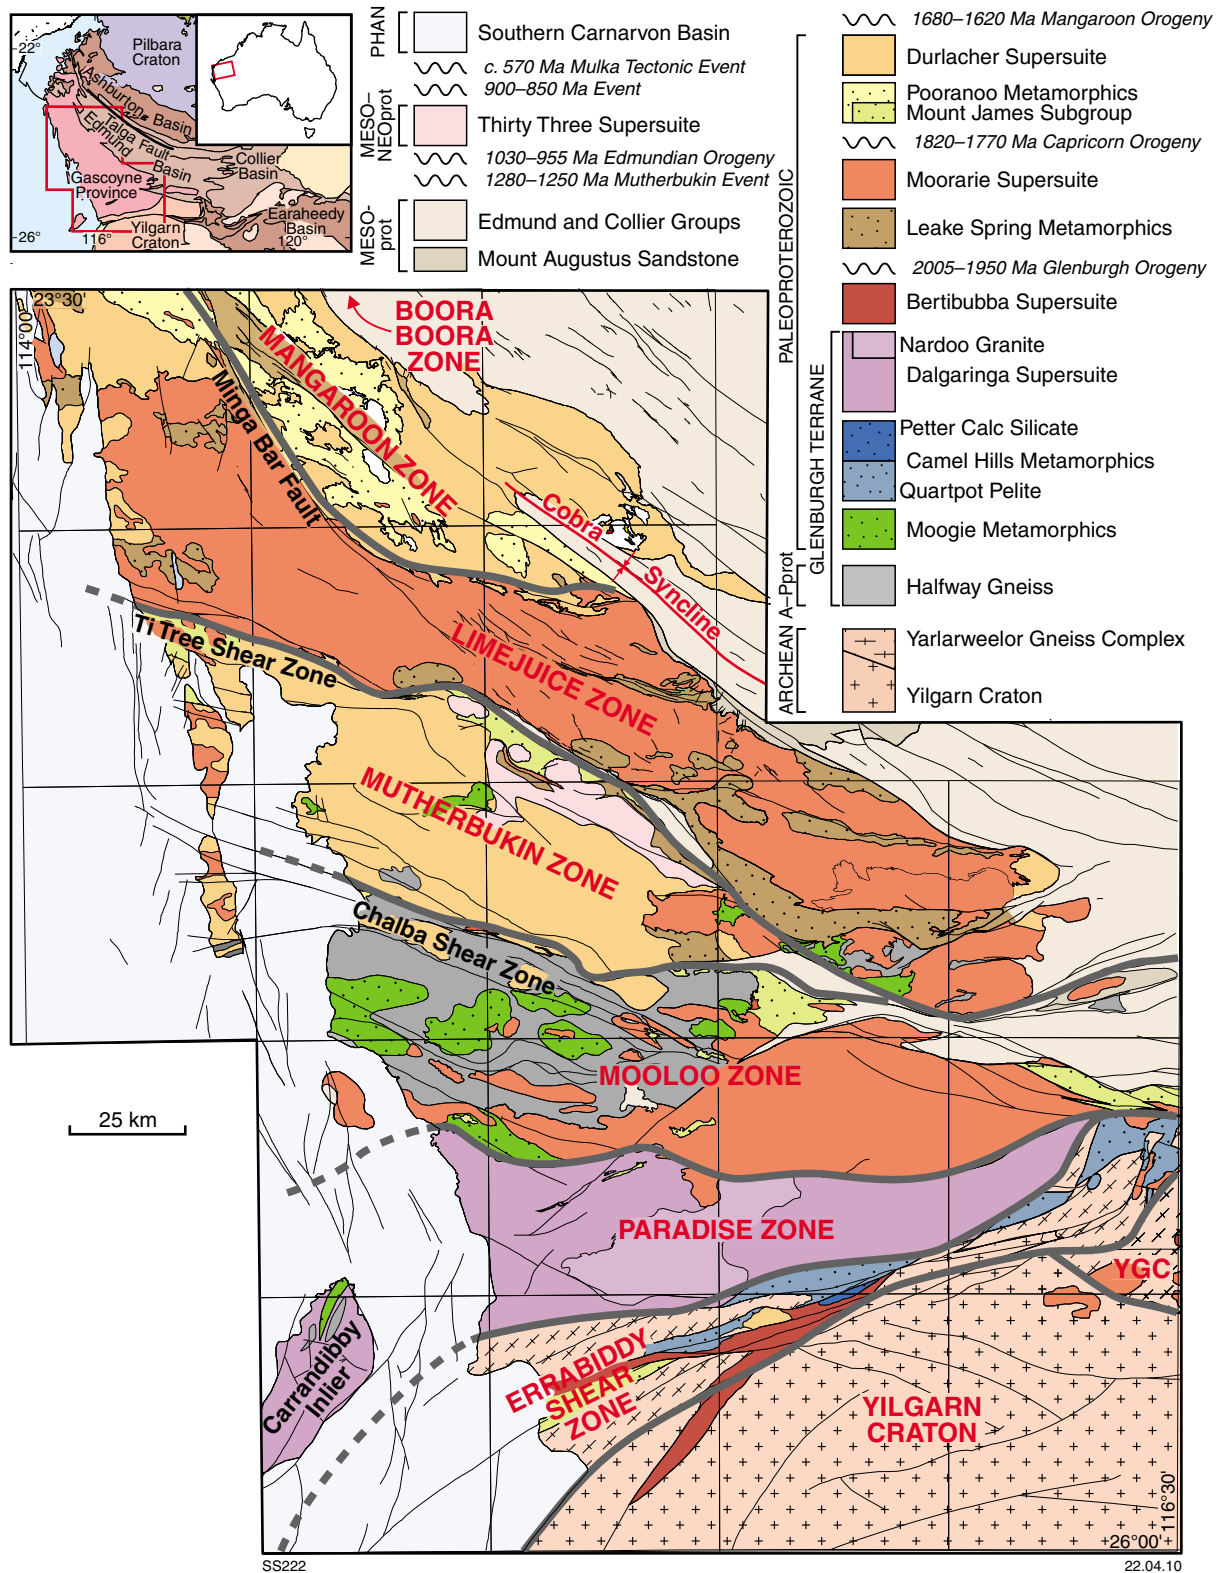 22°
26°
116°
120°
Pilbara
Craton
Ashburton Basin
Talga Fault
Edmund
Basin
Collier
Basin
Gascoyne
Province
Earaheedy
Basin
Yilgarn
Craton
PHAN
Southern Carnarvon Basin
c. 570 Ma Mulka Tectonic Event
900–850 Ma Event
MESO–
NEOprot
Thirty Three Supersuite
1030–955 Ma Edmundian Orogeny
1280–1250 Ma Mutherbukin Event
MESO-
prot
Edmund and Collier Groups
Mount Augustus Sandstone
1680–1620 Ma Mangaroon Orogeny
PALEOPROTEROZOIC
Durlacher Supersuite
Pooranoo Metamorphics
Mount James Subgroup
1820–1770 Ma Capricorn Orogeny
Moorarie Supersuite
Leake Spring Metamorphics
2005–1950 Ma Glenburgh Orogeny
Bertibubba Supersuite
GLENBURGH TERRANE
Nardoo Granite
Dalgaringa Supersuite
Petter Calc Silicate
Camel Hills Metamorphics
Quartpot Pelite
Moogie Metamorphics
A–Pprot
Halfway Gneiss
ARCHEAN
Yarlarweelor Gneiss Complex
Yilgarn Craton
23°30'
114°00'
BOORA
BOORA
ZONE
MANGAROON ZONE
Minga Bar Fault
Cobra
Syncline
Ti Tree Shear Zone
LIMEJUICE ZONE
MUTHERBUKIN ZONE
Chalba Shear Zone
MOOLOO ZONE
25 km
PARADISE ZONE
YGC
Carrandibby
Inlier
ERRABIDDY
SHEAR
ZONE
YILGARN
CRATON
116°30'
26°00'
SS222
22.04.10